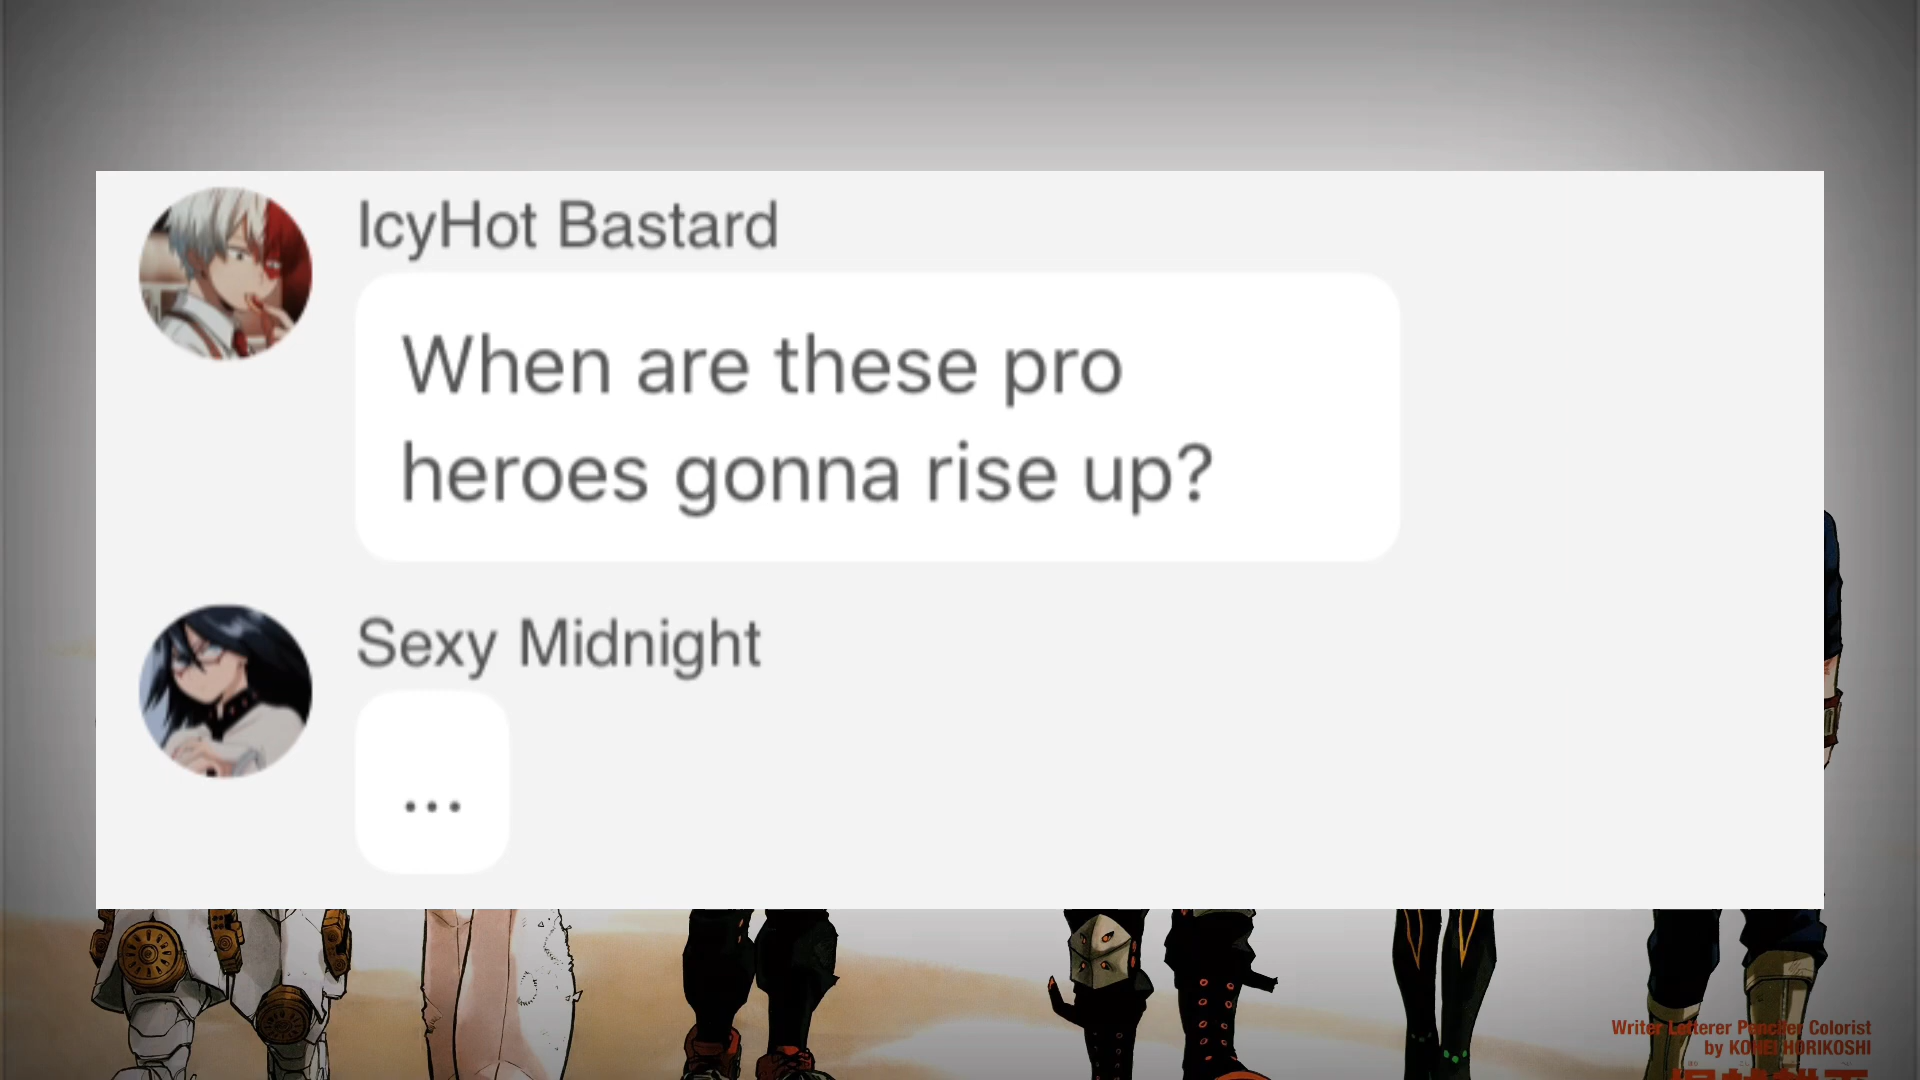 IcyHot Bastard
When are these pro
heroes gonna rise up?
Sexy Midnight
...
Writer Letterer Penciller Colorist
by KOHEI HORIKOSHI